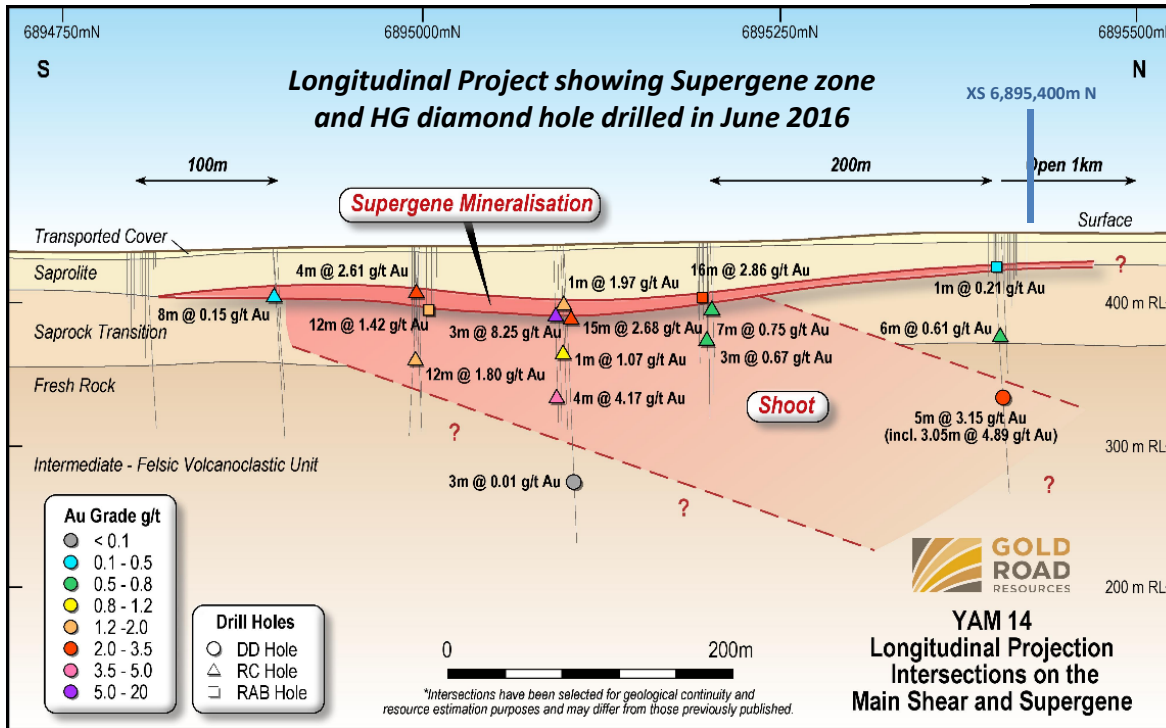 6894750mN
6895000mN
6895250mN
6895500mN
S
N
Longitudinal Project showing Supergene zone
and HG diamond hole drilled in June 2016
XS 6,895,400m N
100m
200m
Open 1km
Supergene Mineralisation
Surface
Transported Cover
Saprolite
4m @ 2.61 g/t Au
1m @ 1.97 g/t Au
16m @ 2.86 g/t Au
?
1m @ 0.21 g/t Au
400m RL
8m @ 0.15 g/t Au
12m @ 1.42 g/t Au
3m @ 8.25 g/t Au
15m @ 2.68 g/t Au
7m @ 0.75 g/t Au
6m @ 0.61 g/t Au
Saprock Transition
1m @ 1.07 g/t Au
3m @ 0.67 g/t Au
12m @ 1.80 g/t Au
Fresh Rock
4m @ 4.17 g/t Au
Shoot
5m @ 3.15 g/t Au
(incl. 3.05m @ 4.89 g/t Au)
?
300 m RL
Intermediate - Felsic Volcanoclastic Unit
3m @ 0.01 g/t Au
?
?
Au Grade g/t
< 0.1
0.1 - 0.5
0.5 - 0.8
0.8 - 1.2
1.2 -2.0
2.0 - 3.5
3.5 - 5.0
5.0 - 20
Drill Holes
DD Hole
RC Hole
RAB Hole
0
200m
*Intersections have been selected for geological continuity and
resource estimation purposes and may differ from those previously published.
GOLD
ROAD
RESOURCES
200 m RL
YAM 14
Longitudinal Projection
Intersections on the
Main Shear and Supergene